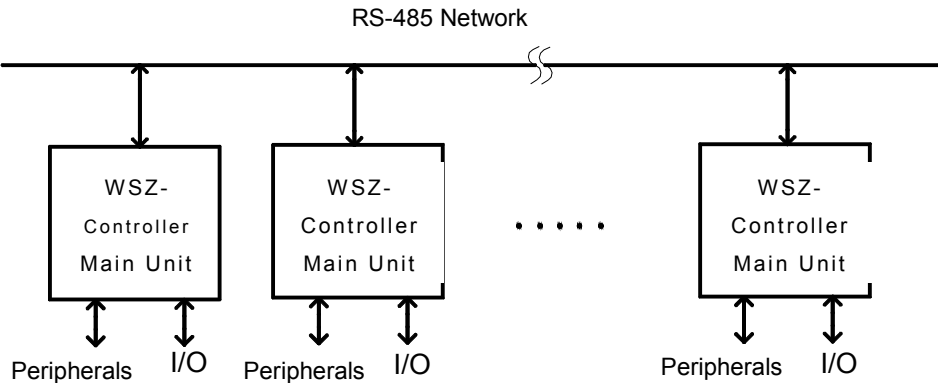 RS-485 Network
WSZ-
Controller
Main Unit
WSZ-
Controller
Main Unit
WSZ-
Controller
Main Unit
Peripherals
I/O
Peripherals
I/O
Peripherals
I/O